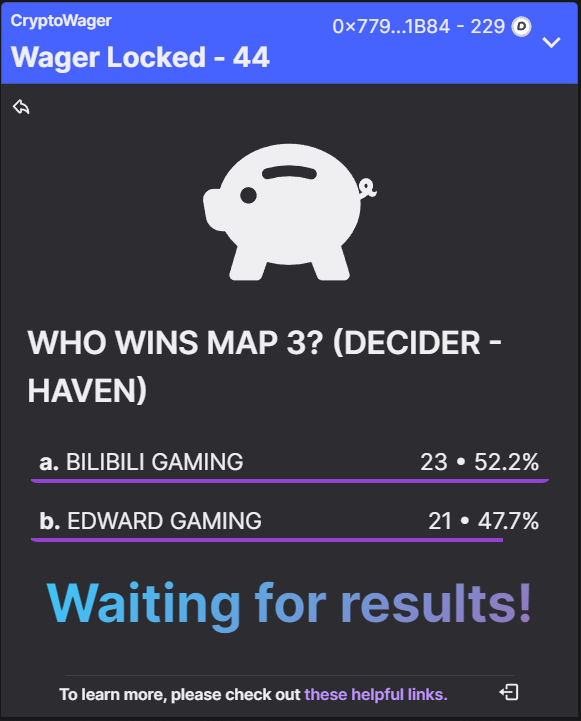 CryptoWager
0×779...1B84 - 229 D
Wager Locked - 44
WHO WINS MAP 3? (DECIDER -
HAVEN)
a. BILIBILI GAMING 23 • 52.2%
b. EDWARD GAMING 21 • 47.7%
Waiting for results!
To learn more, please check out these helpful links.